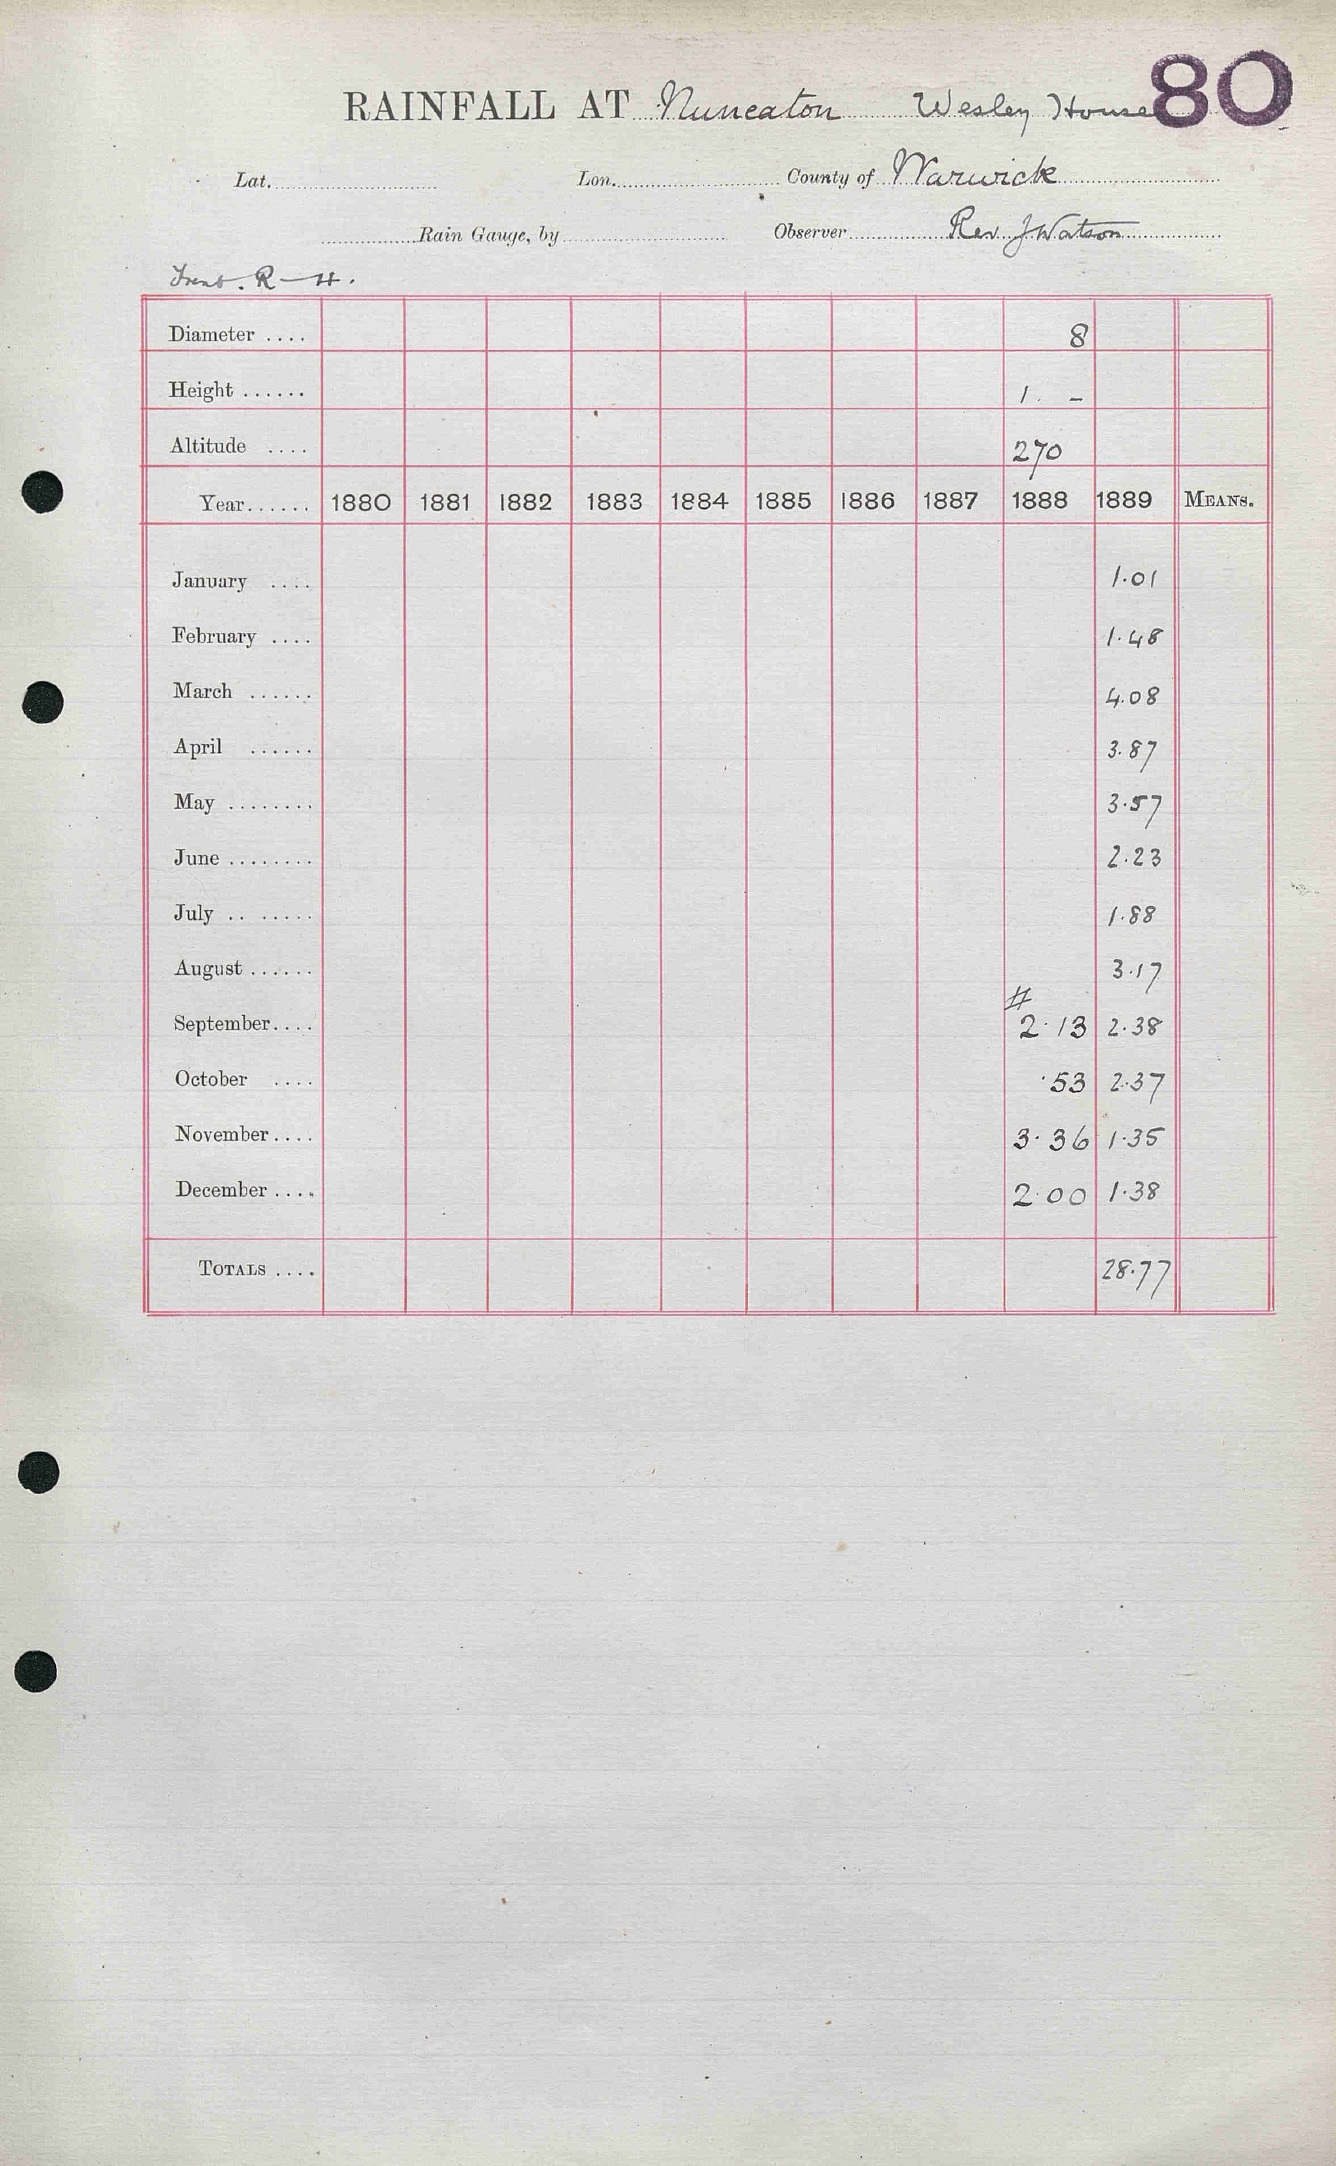 80
RAINFALL AT Nuneaton Wesley House
Lat. Lon. County of Warwick
Rain Gauge, by Observer Rev J Watson
Trent. R—4.
Diameter .... 8
Height ...... 1. –
Altitude .... 270
Year...... 1880 1881 1882 1883 1884 1885 1886 1887 1888 1889 MEANS.
January .... 1.01
February .... 1.48
March ...... 4.08
April ...... 3.87
May ........ 3.57
June ........ 2.23
July .. ...... 1.88
August ...... 3.17
#
September.... 2.13 2.38
October .... .53 2.37
November.... 3.36 1.35
December .... 2.00 1.38
TOTALS .... 28.77